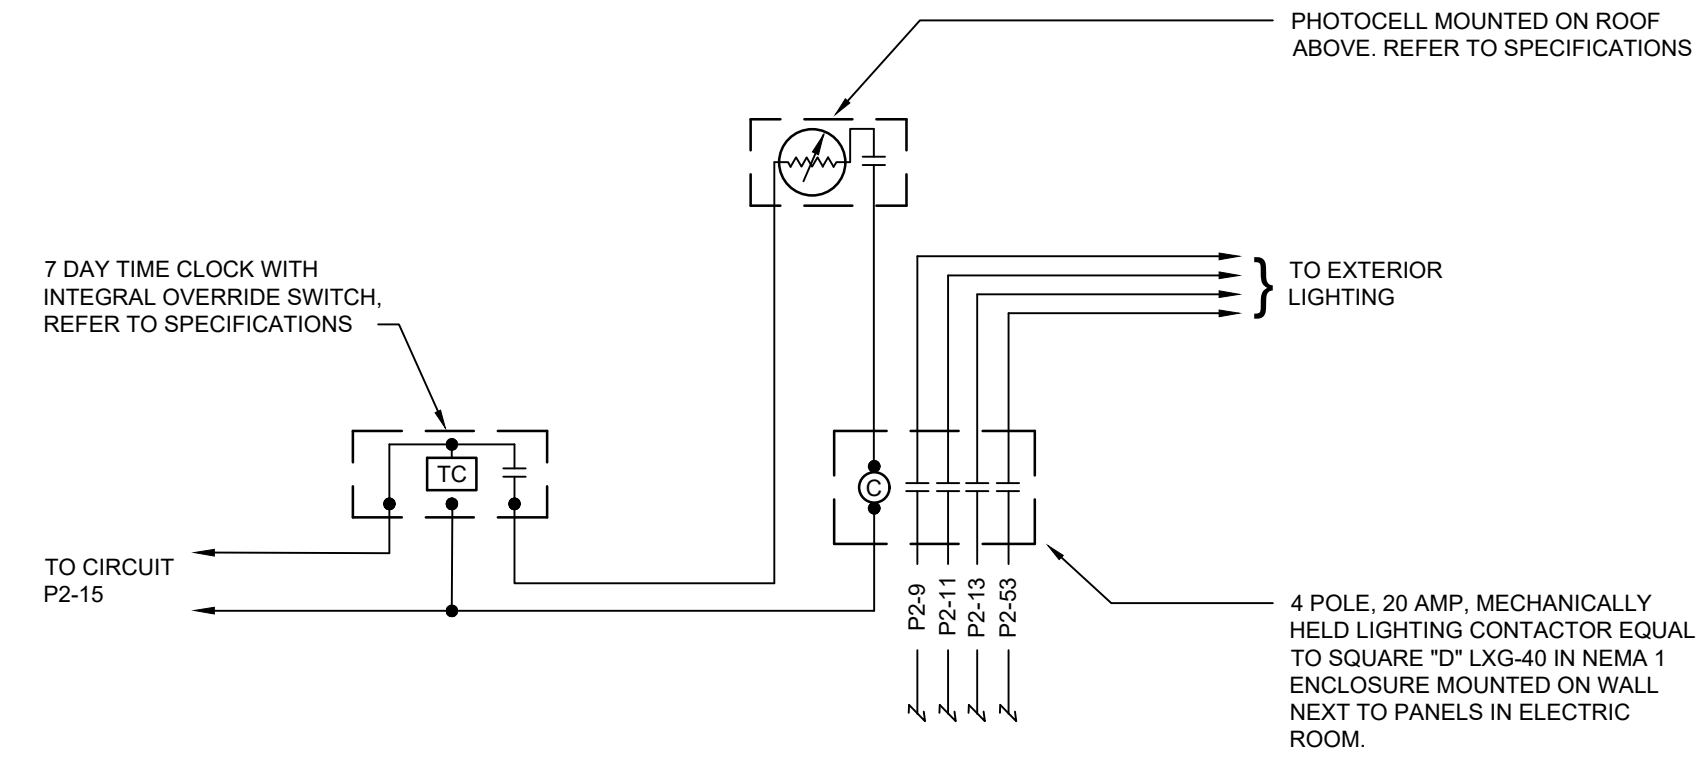 PHOTOCELL MOUNTED ON ROOF
ABOVE. REFER TO SPECIFICATIONS
7 DAY TIME CLOCK WITH
INTEGRAL OVERRIDE SWITCH,
REFER TO SPECIFICATIONS
TO EXTERIOR
LIGHTING
TC
C
TO CIRCUIT
P2-15
P2-9
P2-11
P2-13
P2-53
4 POLE, 20 AMP, MECHANICALLY
HELD LIGHTING CONTACTOR EQUAL
TO SQUARE "D" LXG-40 IN NEMA 1
ENCLOSURE MOUNTED ON WALL
NEXT TO PANELS IN ELECTRIC
ROOM.